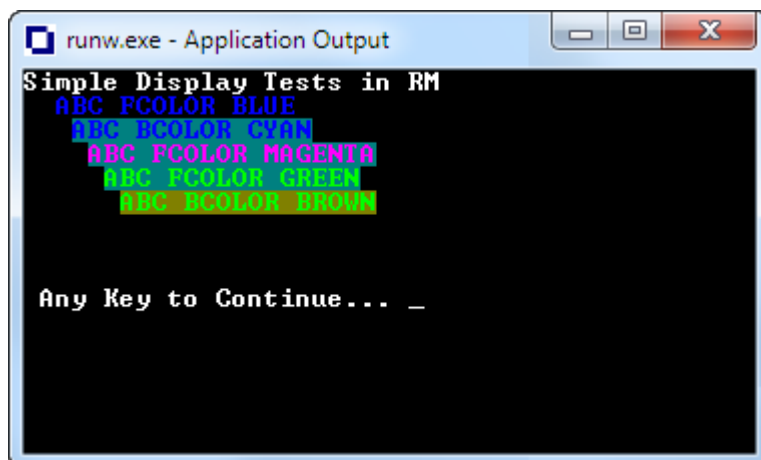 runw.exe - Application Output
Simple Display Tests in RM
ABC FCOLOR BLUE
ABC BCOLOR CYAN
ABC FCOLOR MAGENTA
ABC FCOLOR GREEN
ABC BCOLOR BROWN
Any Key to Continue... _